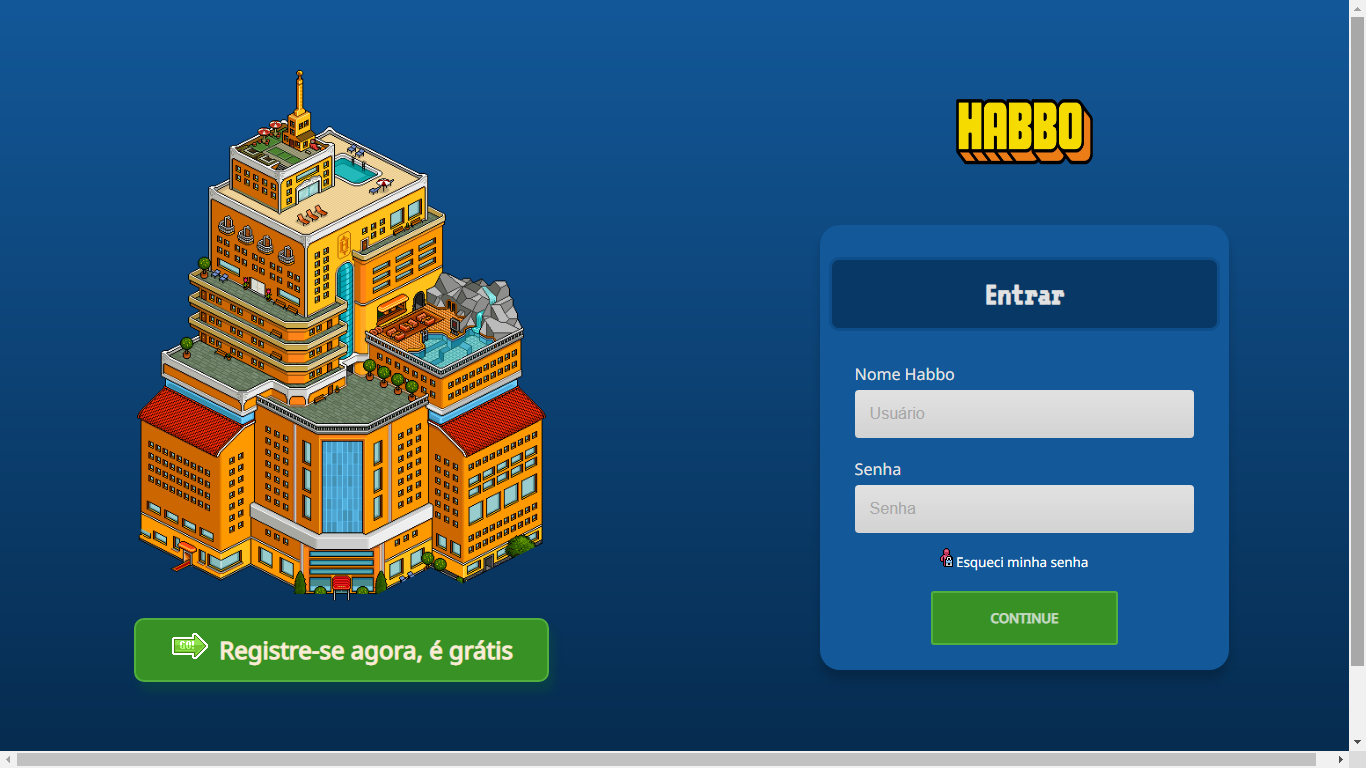 HABBO
Entrar
Nome Habbo
Usuário
Senha
Senha
Esqueci minha senha
CONTINUE
GO!
Registre-se agora, é grátis